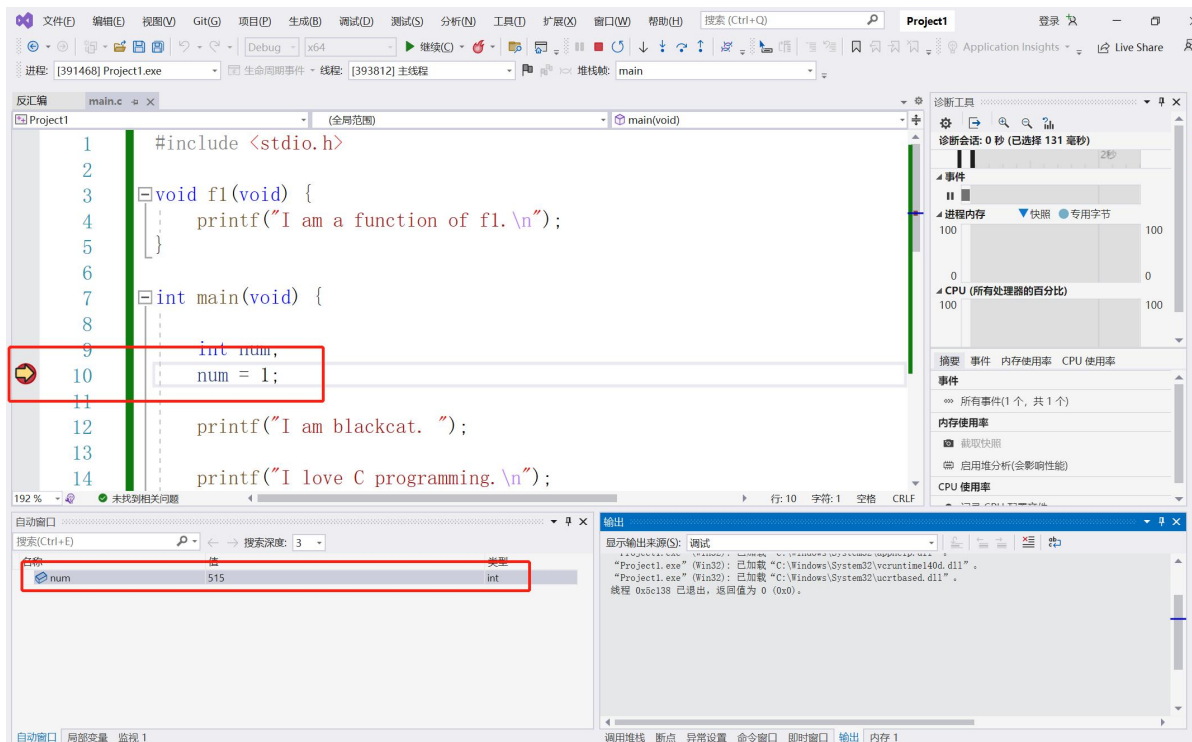 文件(F) 编辑(E) 视图(V) Git(G) 项目(P) 生成(B) 调试(D) 测试(S) 分析(N) 工具(T) 扩展(X) 窗口(W) 帮助(H) 搜索 (Ctrl+Q) Project1 登录
Debug x64 继续(C) Application Insights Live Share
进程: [391468] Project1.exe 生命周期事件 线程: [393812] 主线程 堆栈帧: main
反汇编 main.c
Project1 (全局范围) main(void)
1 #include <stdio.h>
2
3 void f1(void) {
4 printf("I am a function of f1.\n");
5 }
6
7 int main(void) {
8
9 int num;
10 num = 1;
11
12 printf("I am blackcat. ");
13
14 printf("I love C programming.\n");
192 % 未找到相关问题 行: 10 字符: 1 空格 CRLF
诊断工具
诊断会话: 0 秒 (已选择 131 毫秒)
2秒
事件
进程内存 快照 专用字节
100 100
0 0
CPU (所有处理器的百分比)
100 100
摘要 事件 内存使用率 CPU 使用率
事件
所有事件(1 个, 共 1 个)
内存使用率
截取快照
启用堆分析(会影响性能)
CPU 使用率
自动窗口
搜索(Ctrl+E) 搜索深度: 3
名称 值 类型
num 515 int
自动窗口 局部变量 监视 1
输出
显示输出来源(S): 调试
"Project1.exe" (Win32): 已加载 "C:\Windows\System32\apphelp.dll"。
"Project1.exe" (Win32): 已加载 "C:\Windows\System32\vcruntime140d.dll"。
"Project1.exe" (Win32): 已加载 "C:\Windows\System32\ucrtbased.dll"。
线程 0x5c138 已退出，返回值为 0 (0x0)。
调用堆栈 断点 异常设置 命令窗口 即时窗口 输出 内存 1